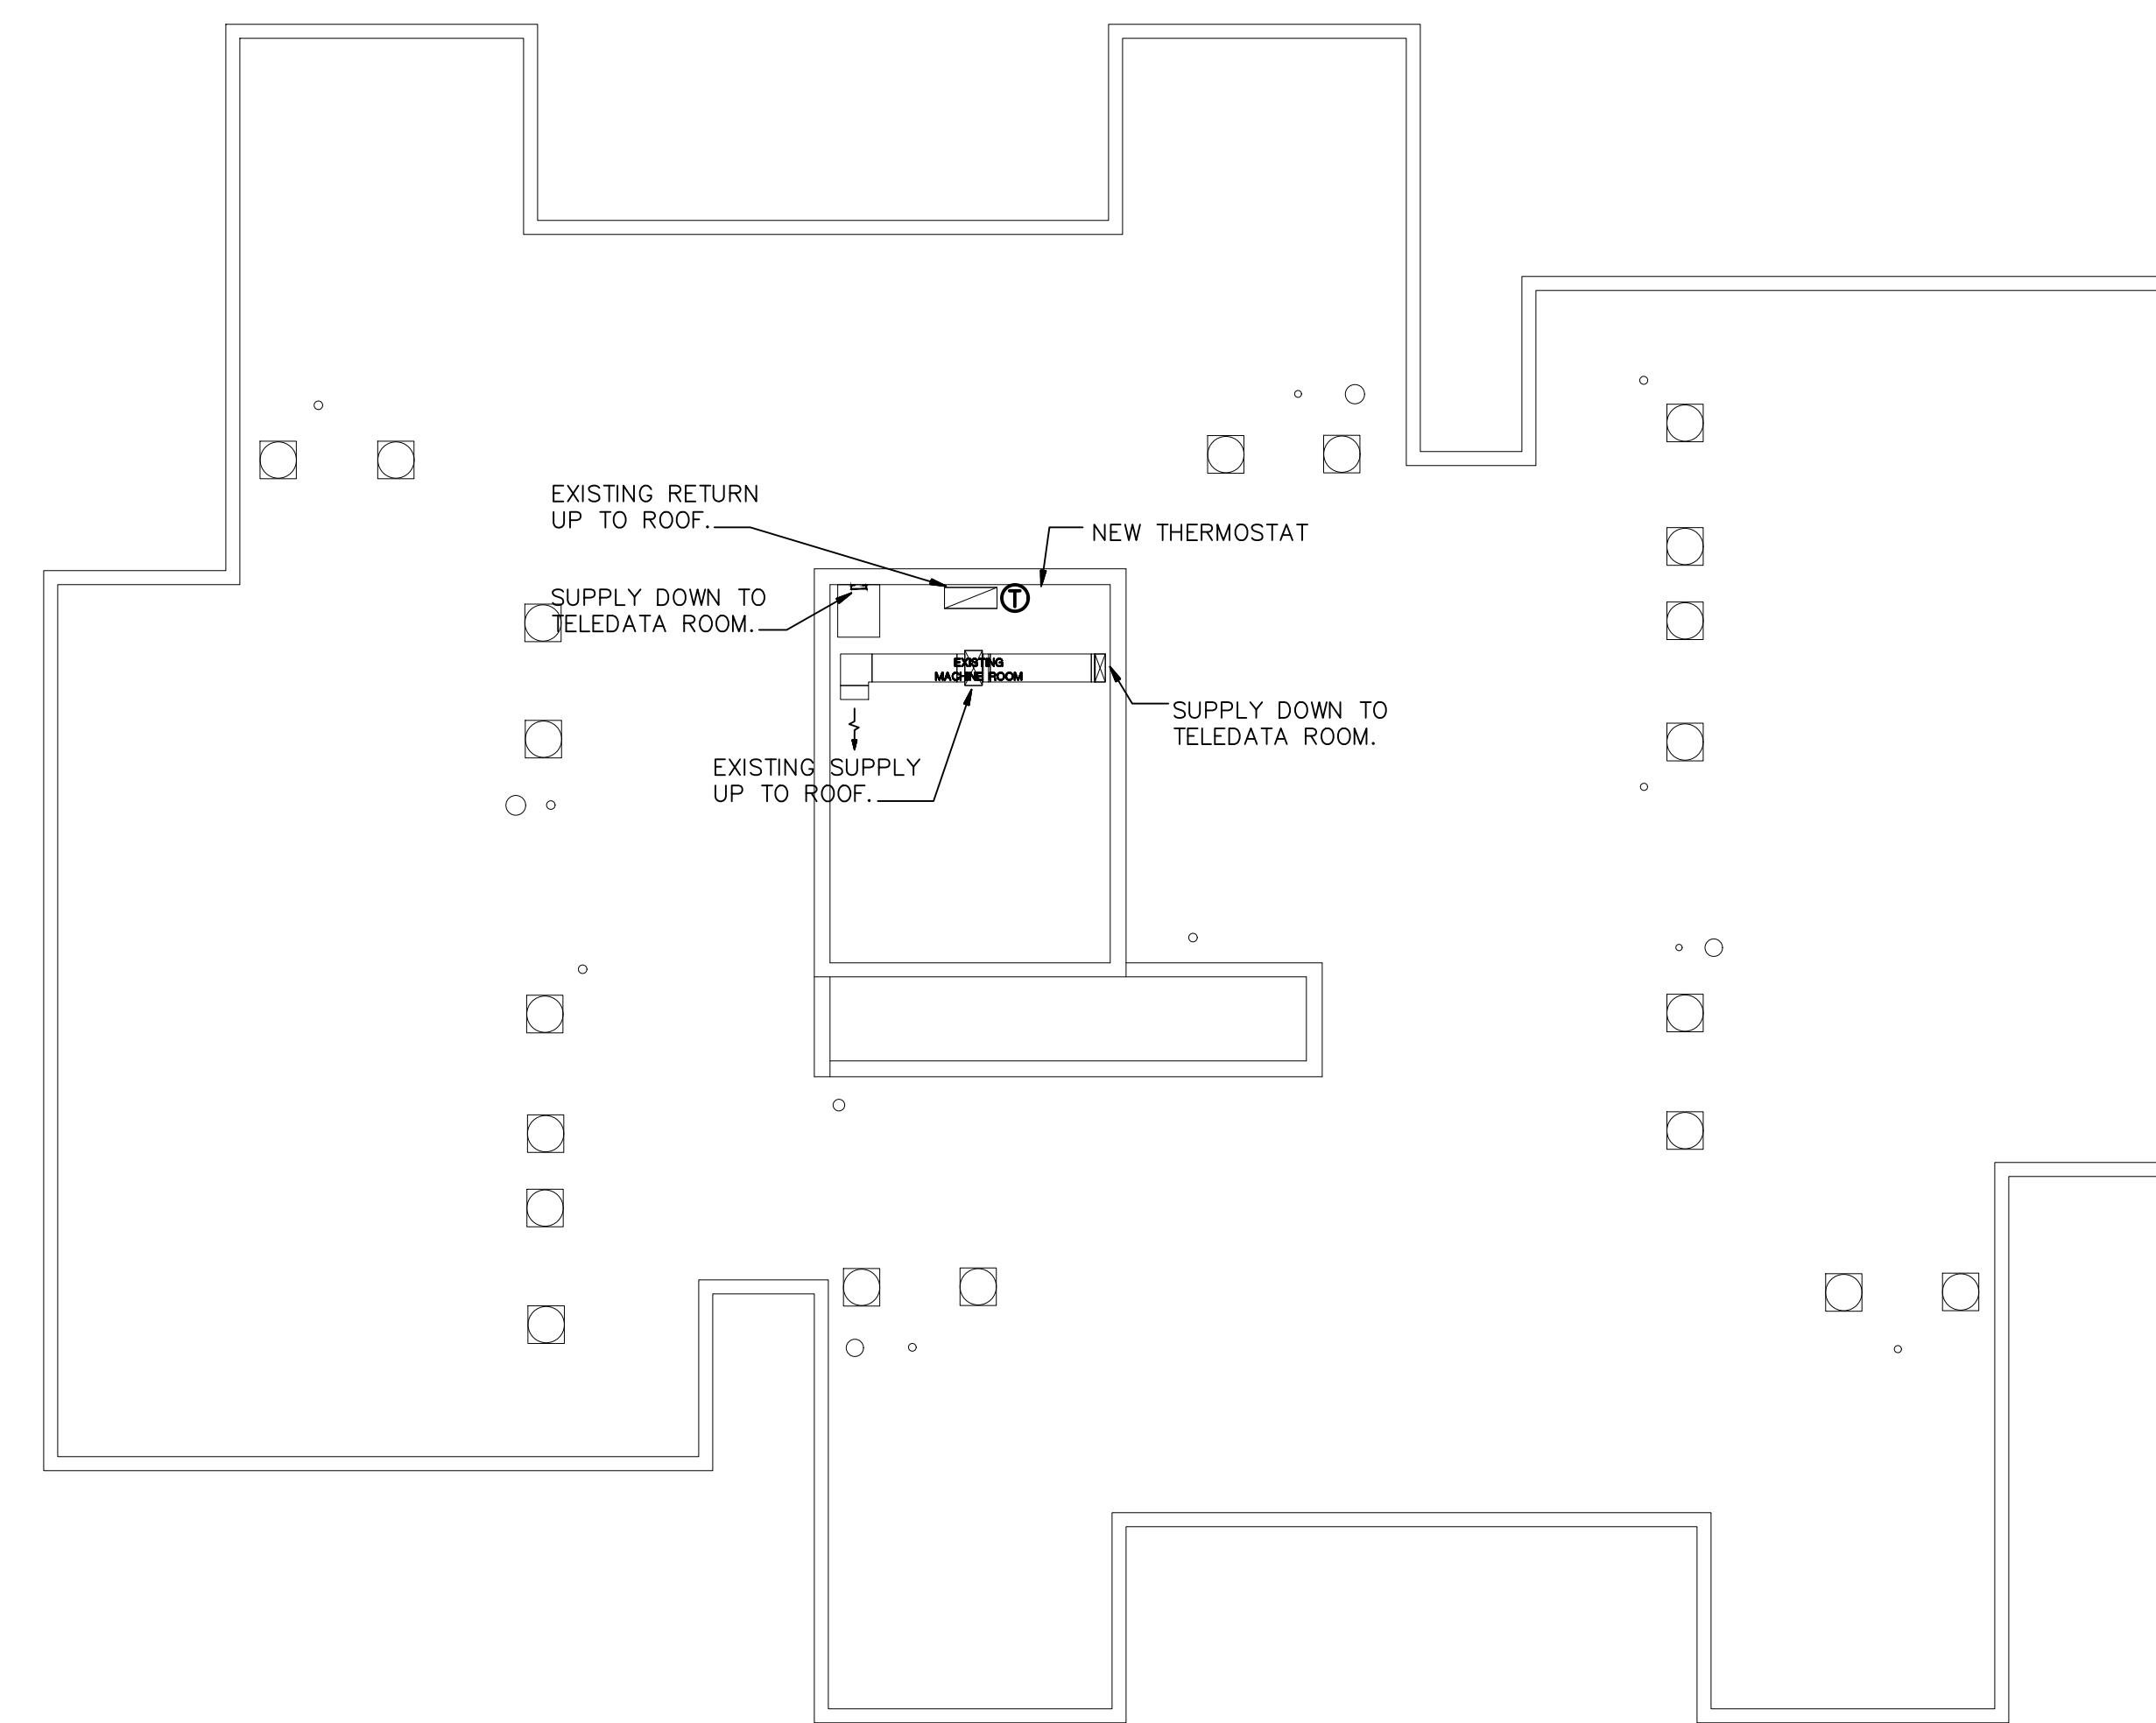 EXISTING RETURN
UP TO ROOF.
NEW THERMOSTAT
SUPPLY DOWN TO
TELEDATA ROOM.
T
EXISTING
MACHINE ROOM
SUPPLY DOWN TO
TELEDATA ROOM.
EXISTING SUPPLY
UP TO ROOF.